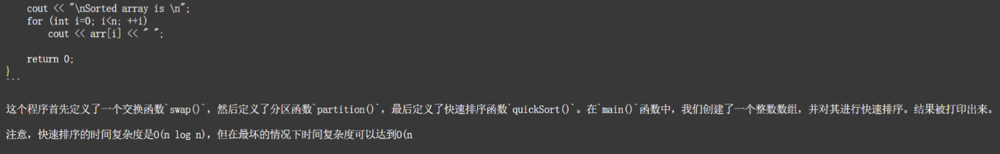 cout << "\nSorted array is \n";
    for (int i=0; i<n; ++i)
        cout << arr[i] << " ";
    return 0;
}
```
这个程序首先定义了一个交换函数`swap()`，然后定义了分区函数`partition()`，最后定义了快速排序函数`quickSort()`。在`main()`函数中，我们创建了一个整数数组，并对其进行快速排序。结果被打印出来。
注意，快速排序的时间复杂度是O(n log n)，但在最坏的情况下时间复杂度可以达到O(n